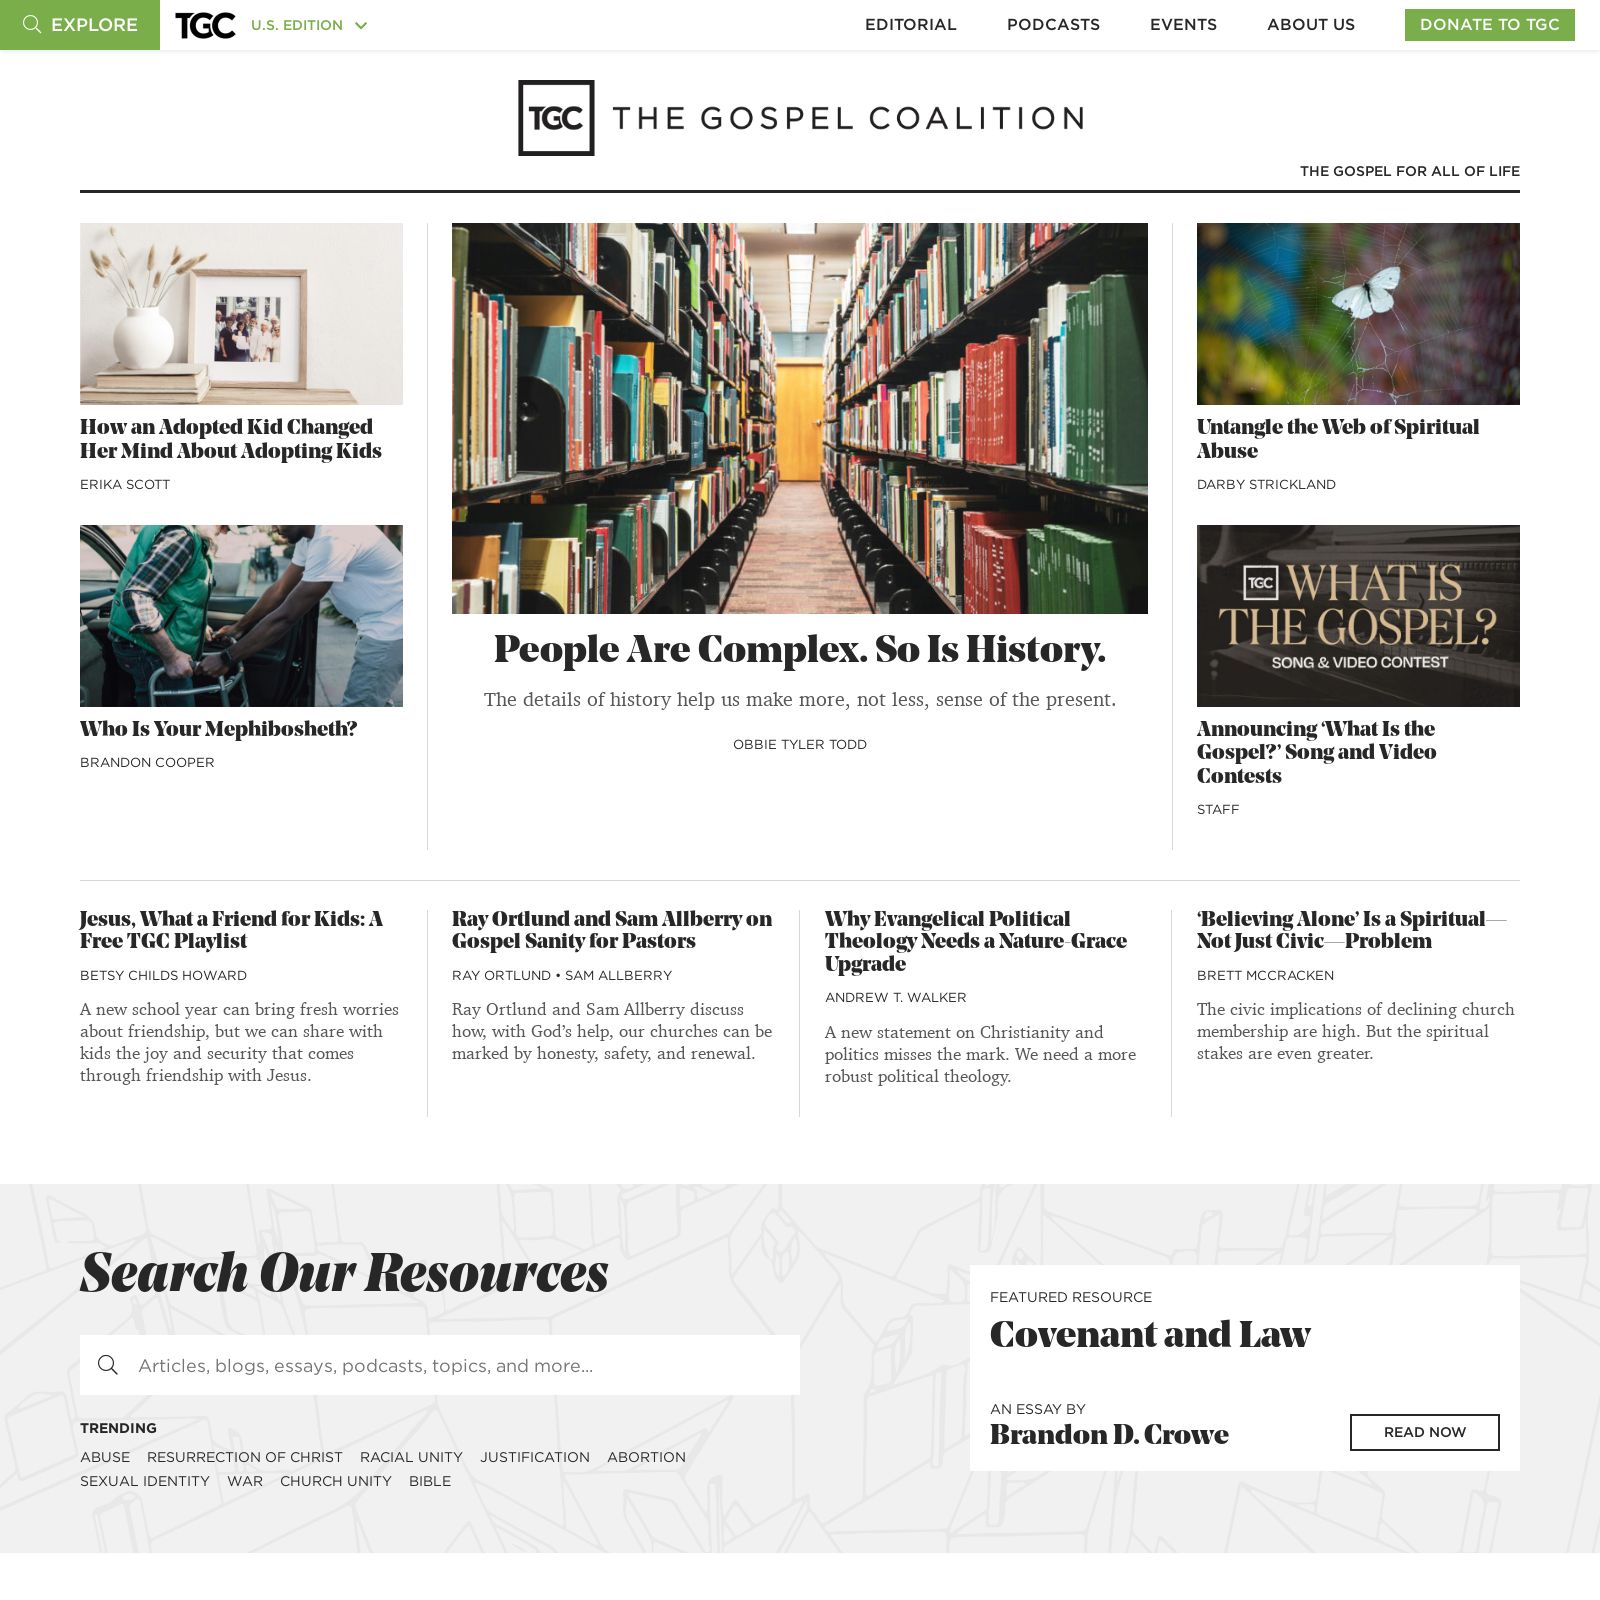 EXPLORE
TGC
U.S. EDITION
EDITORIAL
PODCASTS
EVENTS
ABOUT US
DONATE TO TGC
TGC
THE GOSPEL COALITION
THE GOSPEL FOR ALL OF LIFE
How an Adopted Kid Changed
Her Mind About Adopting Kids
ERIKA SCOTT
Who Is Your Mephibosheth?
BRANDON COOPER
People Are Complex. So Is History.
The details of history help us make more, not less, sense of the present.
OBBIE TYLER TODD
Untangle the Web of Spiritual
Abuse
DARBY STRICKLAND
TGC WHAT IS
THE GOSPEL?
SONG & VIDEO CONTEST
Announcing ‘What Is the
Gospel?’ Song and Video
Contests
STAFF
Jesus, What a Friend for Kids: A
Free TGC Playlist
BETSY CHILDS HOWARD
A new school year can bring fresh worries
about friendship, but we can share with
kids the joy and security that comes
through friendship with Jesus.
Ray Ortlund and Sam Allberry on
Gospel Sanity for Pastors
RAY ORTLUND • SAM ALLBERRY
Ray Ortlund and Sam Allberry discuss
how, with God’s help, our churches can be
marked by honesty, safety, and renewal.
Why Evangelical Political
Theology Needs a Nature-Grace
Upgrade
ANDREW T. WALKER
A new statement on Christianity and
politics misses the mark. We need a more
robust political theology.
‘Believing Alone’ Is a Spiritual—
Not Just Civic—Problem
BRETT MCCRACKEN
The civic implications of declining church
membership are high. But the spiritual
stakes are even greater.
Search Our Resources
Articles, blogs, essays, podcasts, topics, and more...
TRENDING
ABUSE RESURRECTION OF CHRIST RACIAL UNITY JUSTIFICATION ABORTION
SEXUAL IDENTITY WAR CHURCH UNITY BIBLE
FEATURED RESOURCE
Covenant and Law
AN ESSAY BY
Brandon D. Crowe
READ NOW